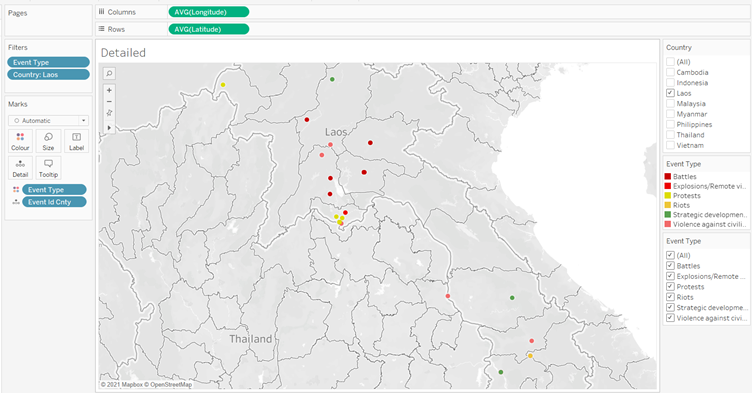 Pages
Columns
AVG(Longitude)
Rows
AVG(Latitude)
Filters
Event Type
Country: Laos
Marks
Automatic
Colour
Size
Label
Detail
Tooltip
Event Type
Event Id Cnty
Detailed
Laos
Thailand
© 2021 Mapbox © OpenStreetMap
Country
(All)
Cambodia
Indonesia
Laos
Malaysia
Myanmar
Philippines
Thailand
Vietnam
Event Type
Battles
Explosions/Remote vi..
Protests
Riots
Strategic developmen..
Violence against civili..
Event Type
(All)
Battles
Explosions/Remote ...
Protests
Riots
Strategic developme...
Violence against civi...